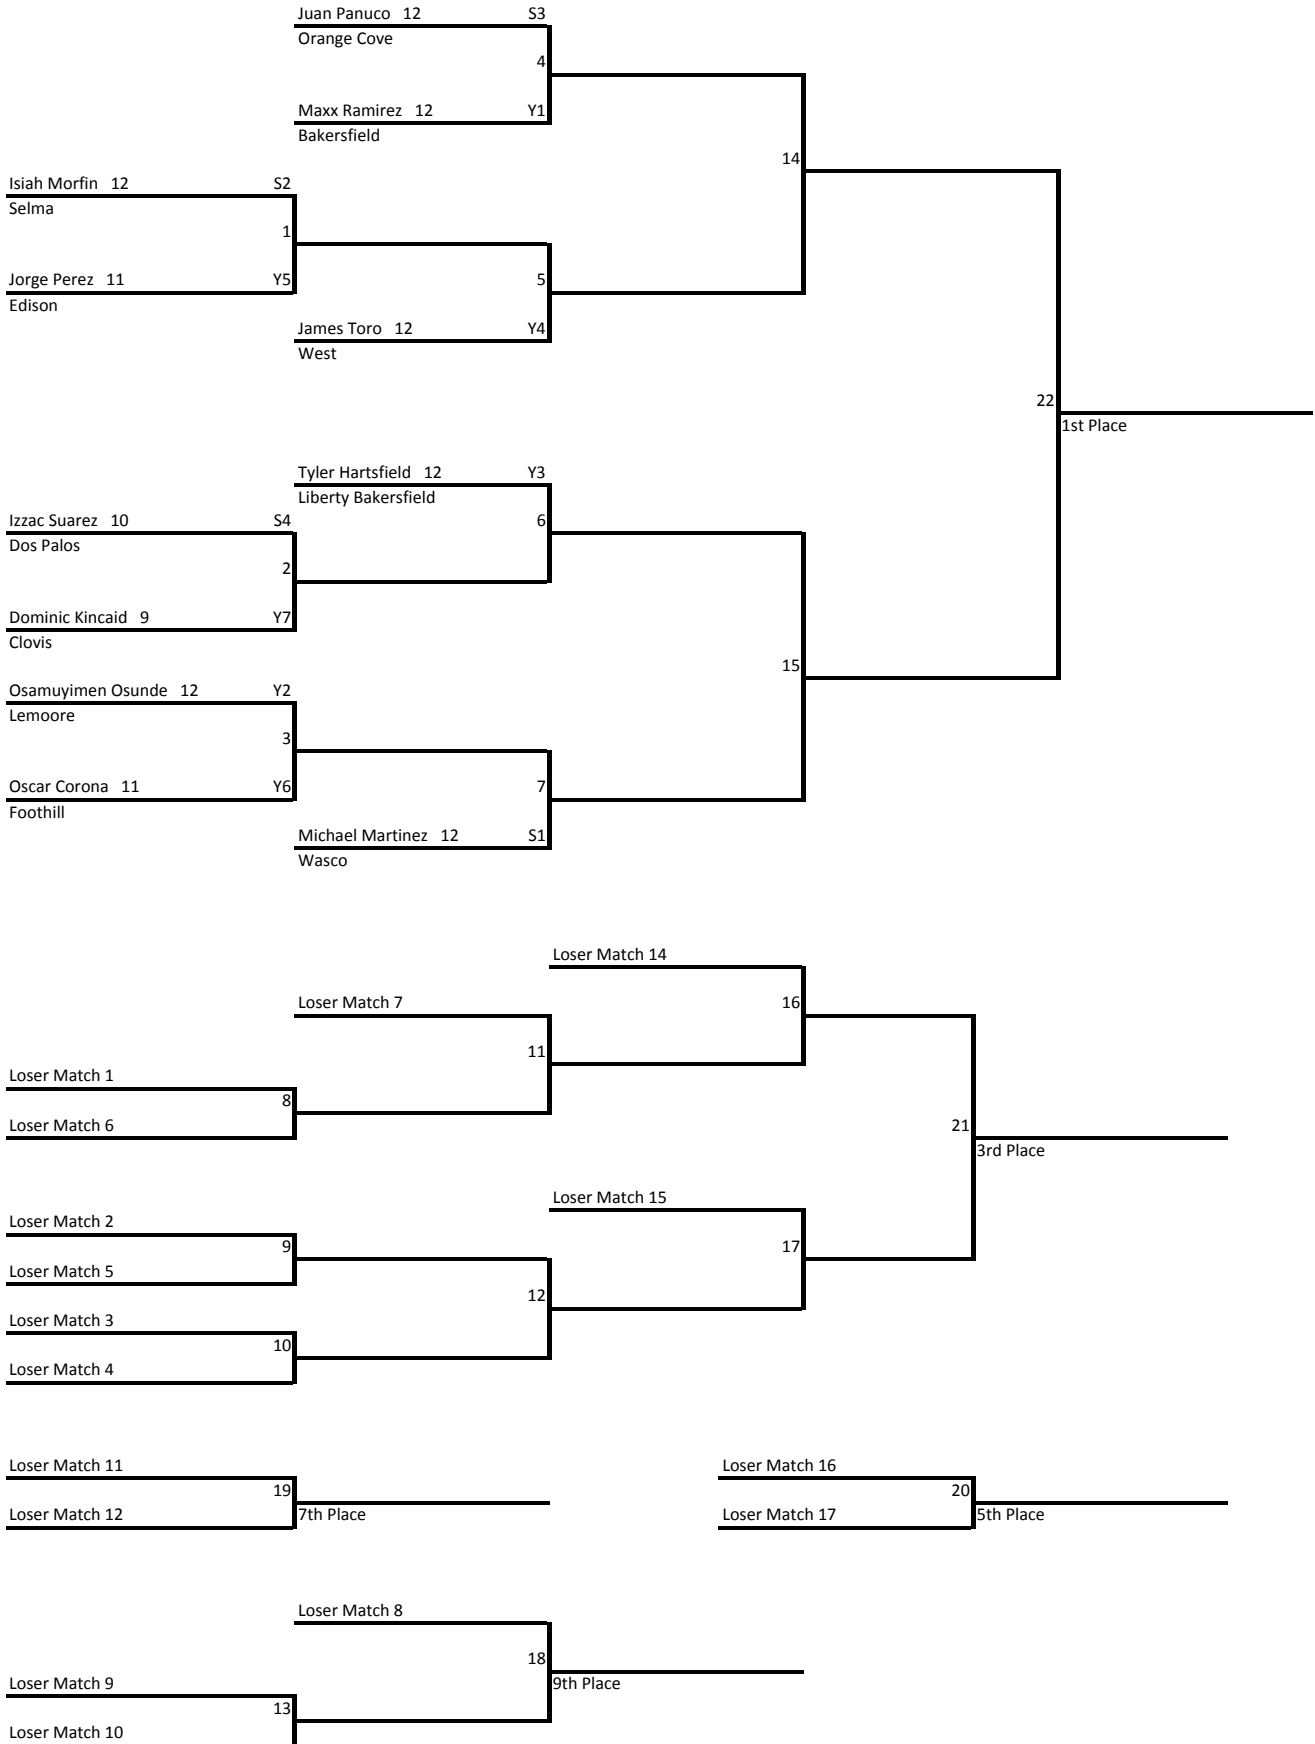 Juan Panuco 12 S3
Orange Cove
4
Maxx Ramirez 12 Y1
Bakersfield
14
Isiah Morfin 12 S2
Selma
1
Jorge Perez 11 Y5
5
Edison
James Toro 12 Y4
West
22
1st Place
Tyler Hartsfield 12 Y3
Liberty Bakersfield
Izzac Suarez 10 S4
6
Dos Palos
2
Dominic Kincaid 9 Y7
Clovis
15
Osamuyimen Osunde 12 Y2
Lemoore
3
Oscar Corona 11 Y6
7
Foothill
Michael Martinez 12 S1
Wasco
Loser Match 14
Loser Match 7
16
11
Loser Match 1
8
Loser Match 6
21
3rd Place
Loser Match 15
Loser Match 2
9
17
Loser Match 5
12
Loser Match 3
10
Loser Match 4
Loser Match 11
19
Loser Match 12
7th Place
Loser Match 16
20
Loser Match 17
5th Place
Loser Match 8
18
9th Place
Loser Match 9
13
Loser Match 10